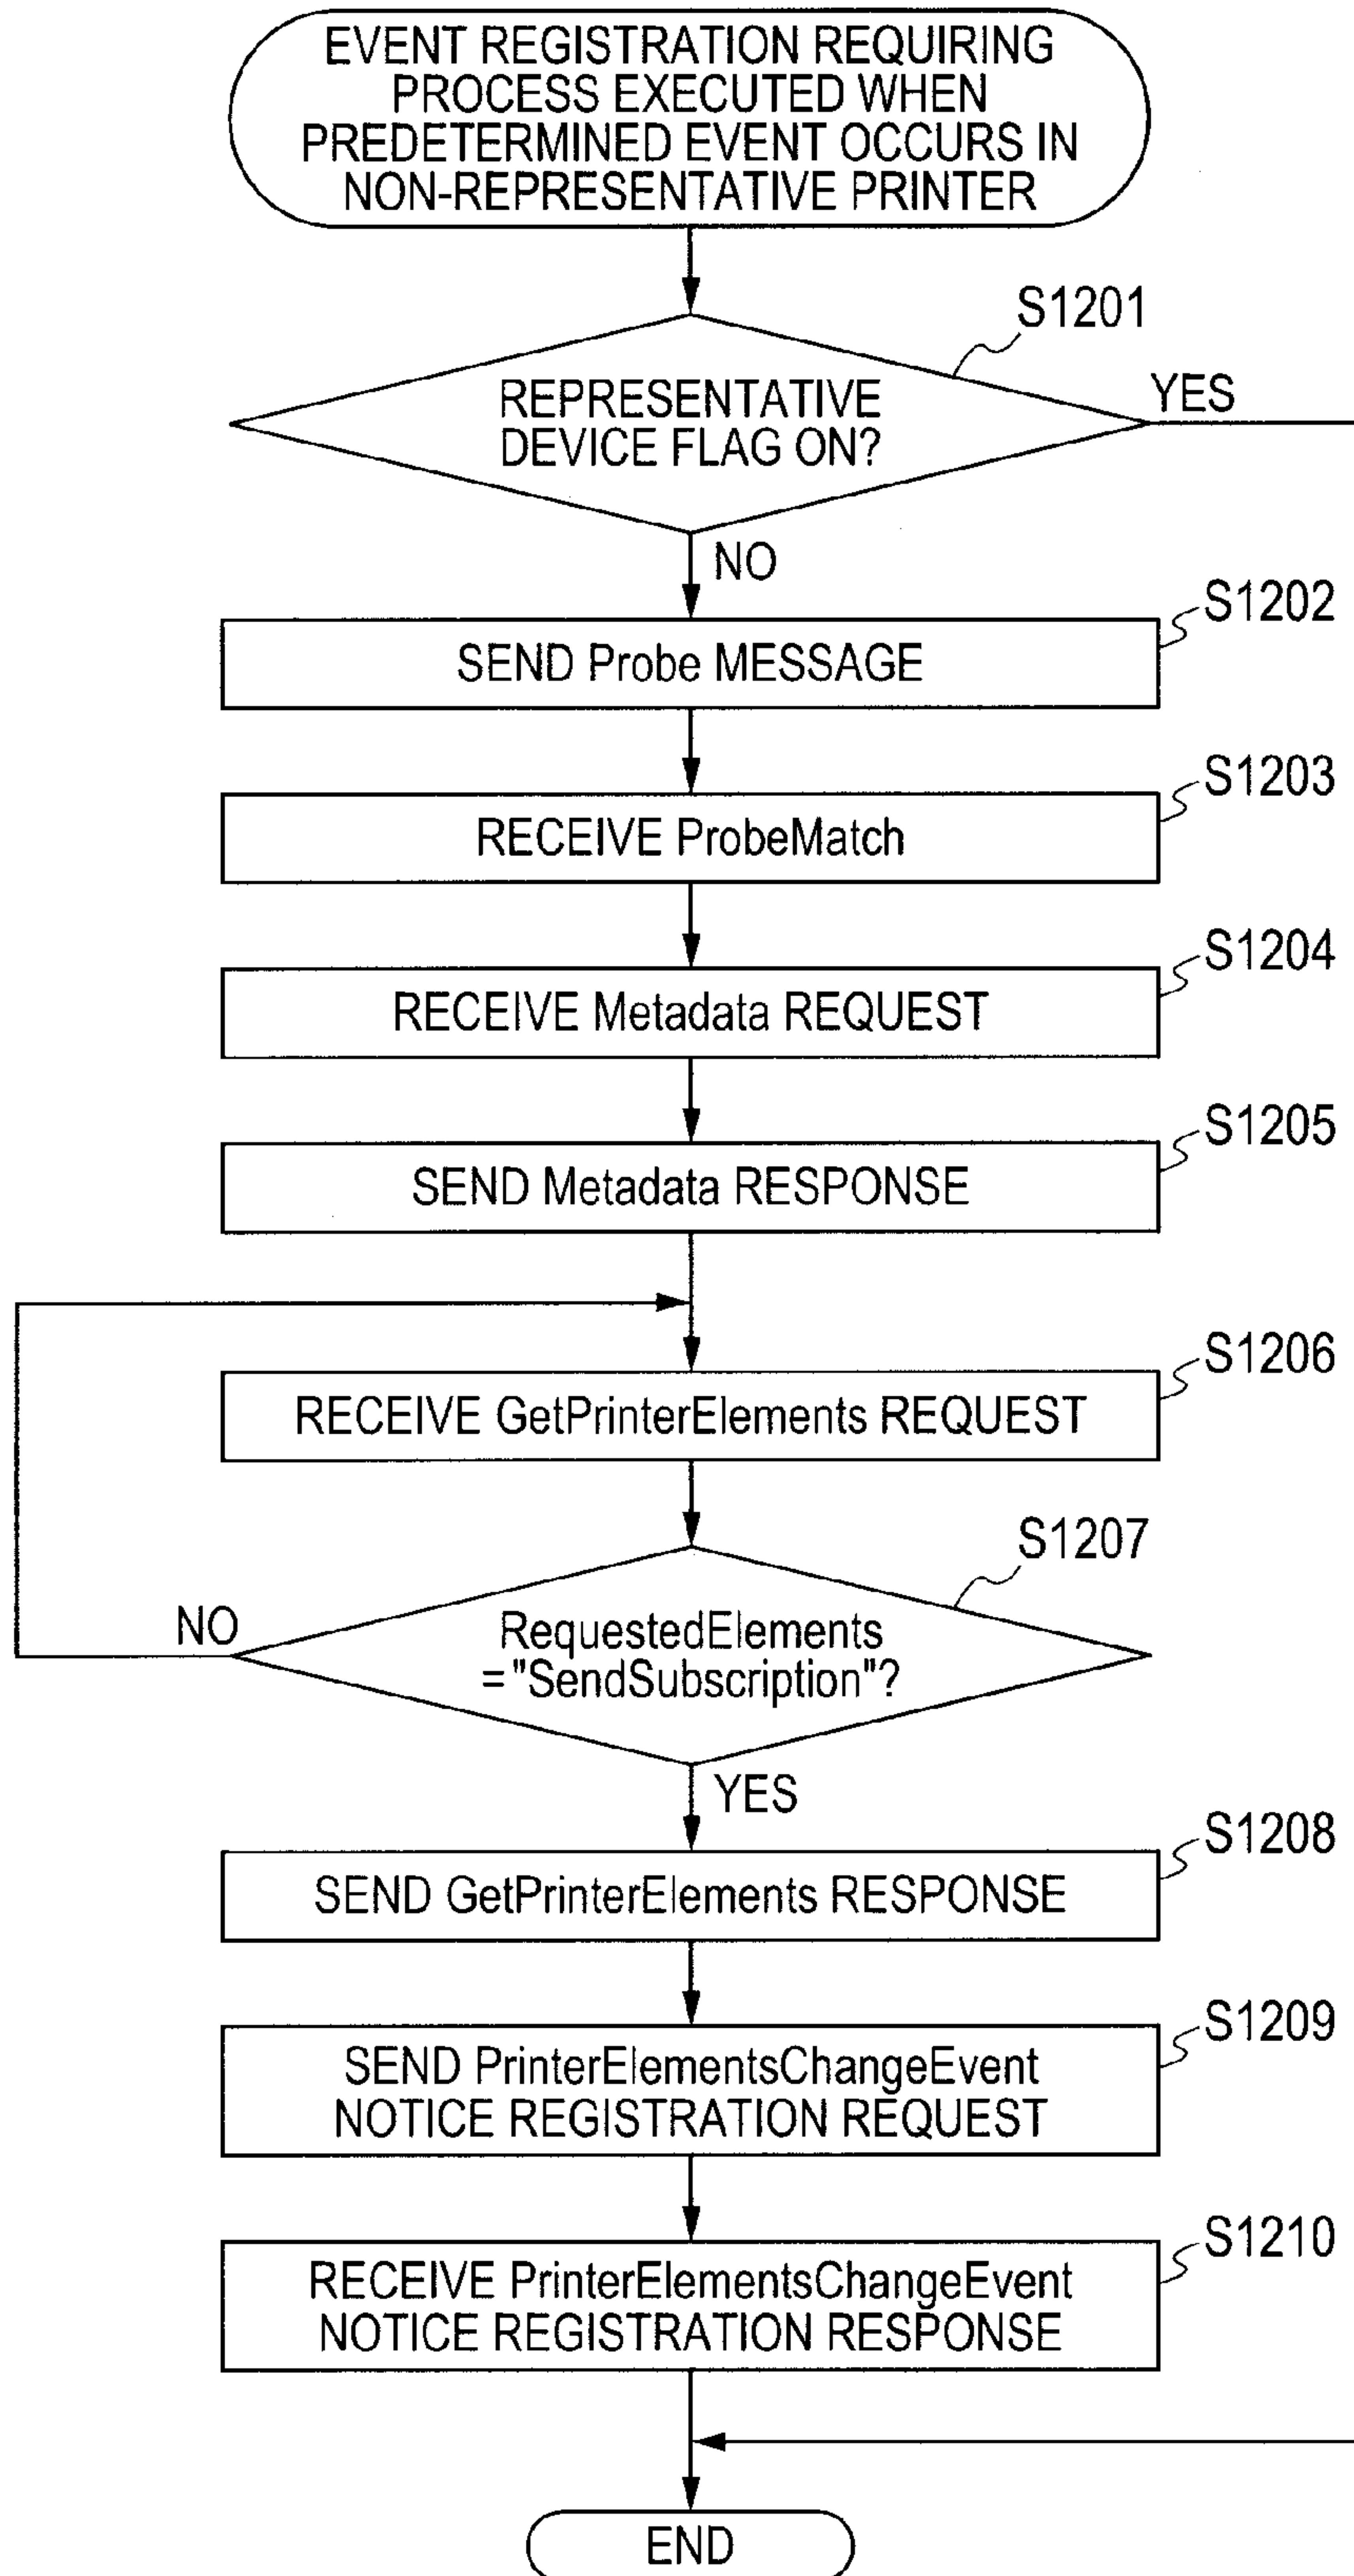 EVENT REGISTRATION REQUIRING
PROCESS EXECUTED WHEN
PREDETERMINED EVENT OCCURS IN
NON-REPRESENTATIVE PRINTER
S1201
REPRESENTATIVE
DEVICE FLAG ON?
YES
NO
S1202
SEND Probe MESSAGE
S1203
RECEIVE ProbeMatch
S1204
RECEIVE Metadata REQUEST
S1205
SEND Metadata RESPONSE
S1206
RECEIVE GetPrinterElements REQUEST
S1207
NO
RequestedElements
="SendSubscription"?
YES
S1208
SEND GetPrinterElements RESPONSE
S1209
SEND PrinterElementsChangeEvent
NOTICE REGISTRATION REQUEST
S1210
RECEIVE PrinterElementsChangeEvent
NOTICE REGISTRATION RESPONSE
END